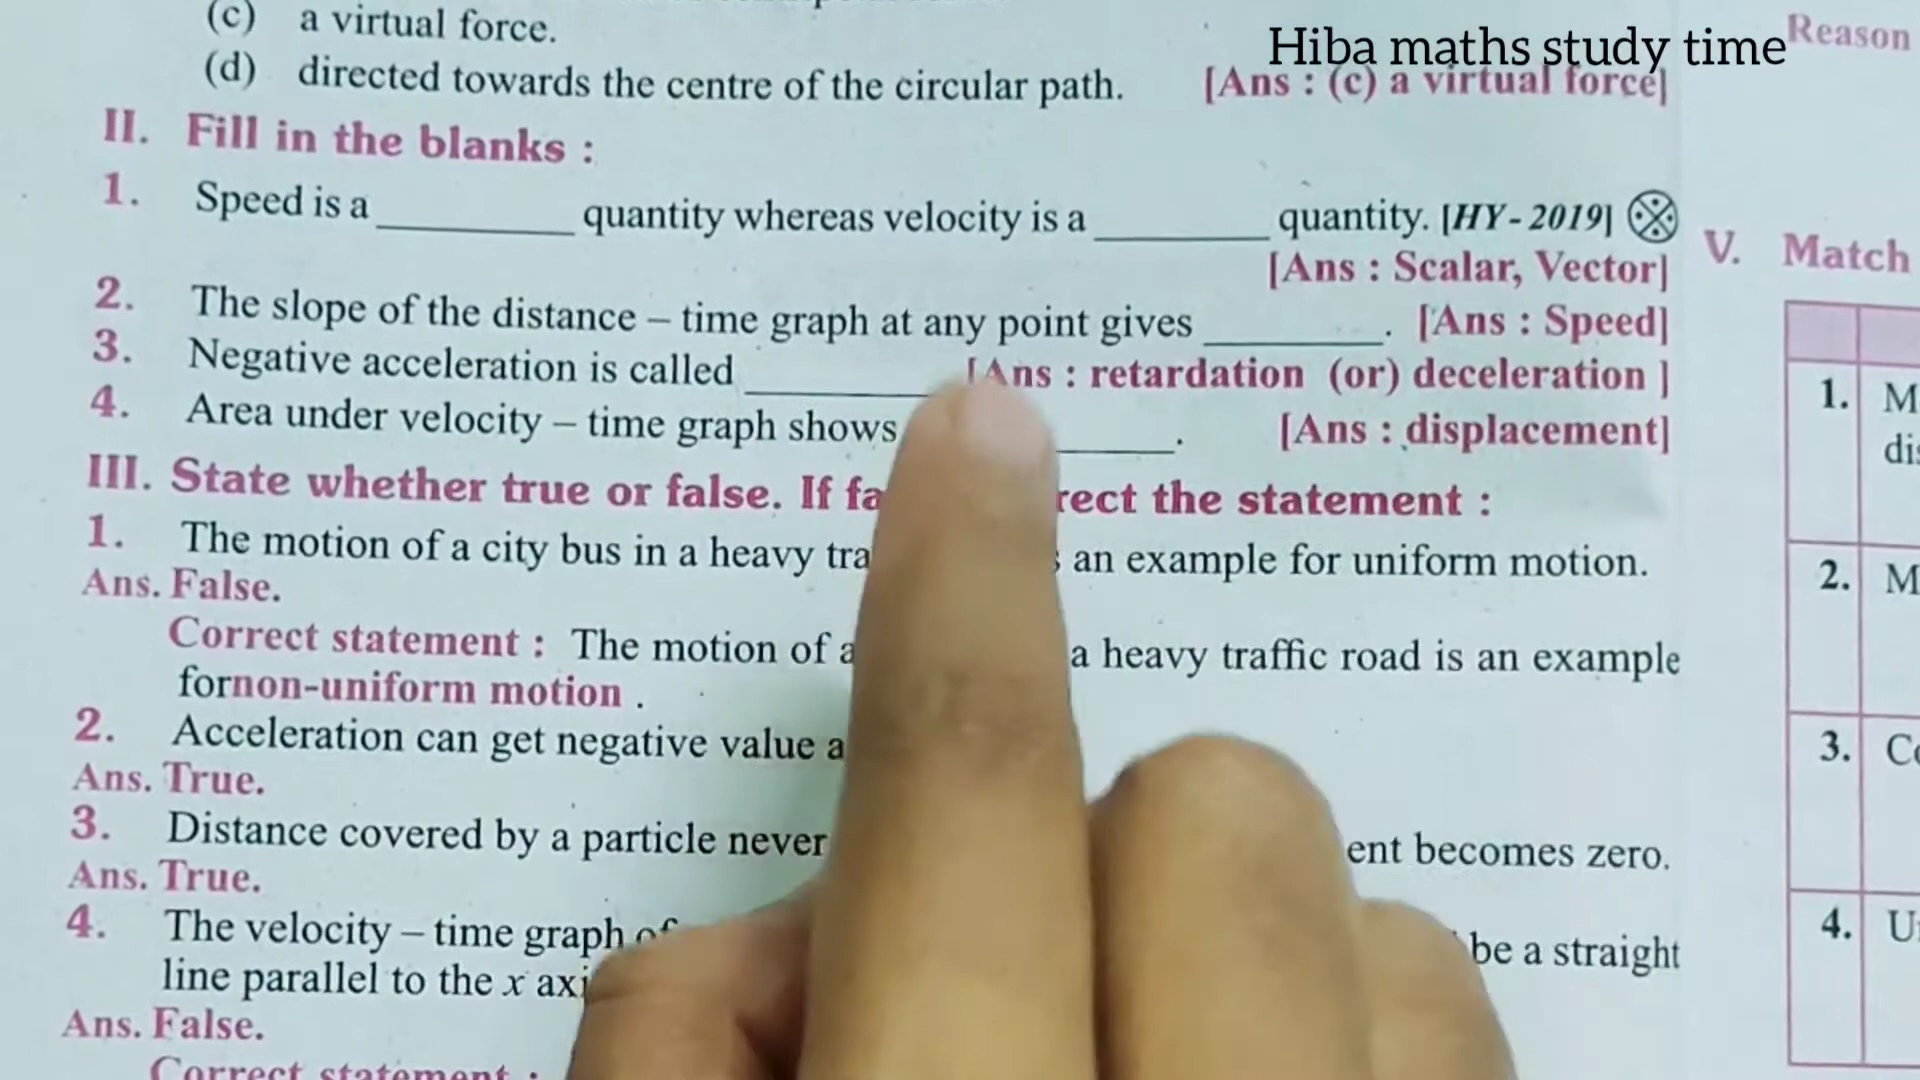 (c) a virtual force.
Hiba maths study time
Reason
(d) directed towards the centre of the circular path. [Ans : (c) a virtual force]
II. Fill in the blanks :
1. Speed is a ________ quantity whereas velocity is a ________ quantity. [HY - 2019]
[Ans : Scalar, Vector]
2. The slope of the distance – time graph at any point gives ________. [Ans : Speed]
3. Negative acceleration is called ________ [Ans : retardation (or) deceleration ]
4. Area under velocity – time graph shows ________. [Ans : displacement]
III. State whether true or false. If the statement :
1. The motion of a city bus in a heavy an example for uniform motion.
Ans. False.
Correct statement : The motion of a heavy traffic road is an example
fornon-uniform motion .
2. Acceleration can get negative value
Ans. True.
3. Distance covered by a particle never becomes zero.
Ans. True.
4. The velocity – time graph be a straight
line parallel to the x
Ans. False.
Correct statement :
V. Match
1. M
2. M
3.
4. U